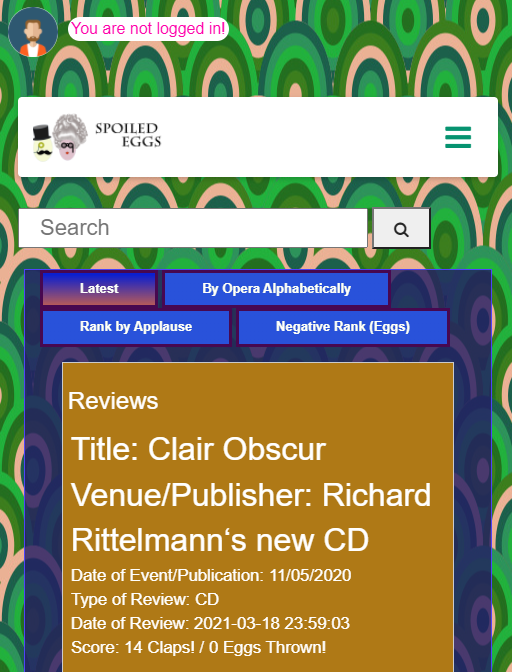 You are not logged in!
SPOILED
EGGS
Search
Latest
By Opera Alphabetically
Rank by Applause
Negative Rank (Eggs)
Reviews
Title: Clair Obscur
Venue/Publisher: Richard
Rittelmann‘s new CD
Date of Event/Publication: 11/05/2020
Type of Review: CD
Date of Review: 2021-03-18 23:59:03
Score: 14 Claps! / 0 Eggs Thrown!